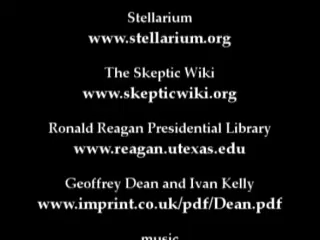 Stellarium
www.stellarium.org
The Skeptic Wiki
www.skepticwiki.org
Ronald Reagan Presidential Library
www.reagan.utexas.edu
Geoffrey Dean and Ivan Kelly
www.imprint.co.uk/pdf/Dean.pdf
music